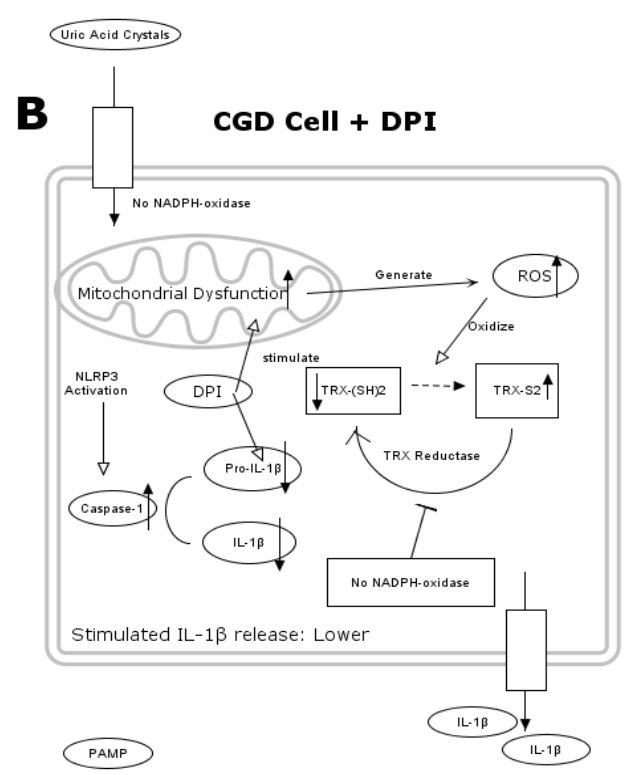 Uric Acid Crystals
B
CGD Cell + DPI
No NADPH-oxidase
Mitochondrial Dysfunction
Generate
ROS
Oxidize
stimulate
NLRP3
Activation
DPI
TRX-(SH)2
TRX-S2
TRX Reductase
Pro-IL-1β
Caspase-1
IL-1β
No NADPH-oxidase
Stimulated IL-1β release: Lower
IL-1β
IL-1β
PAMP